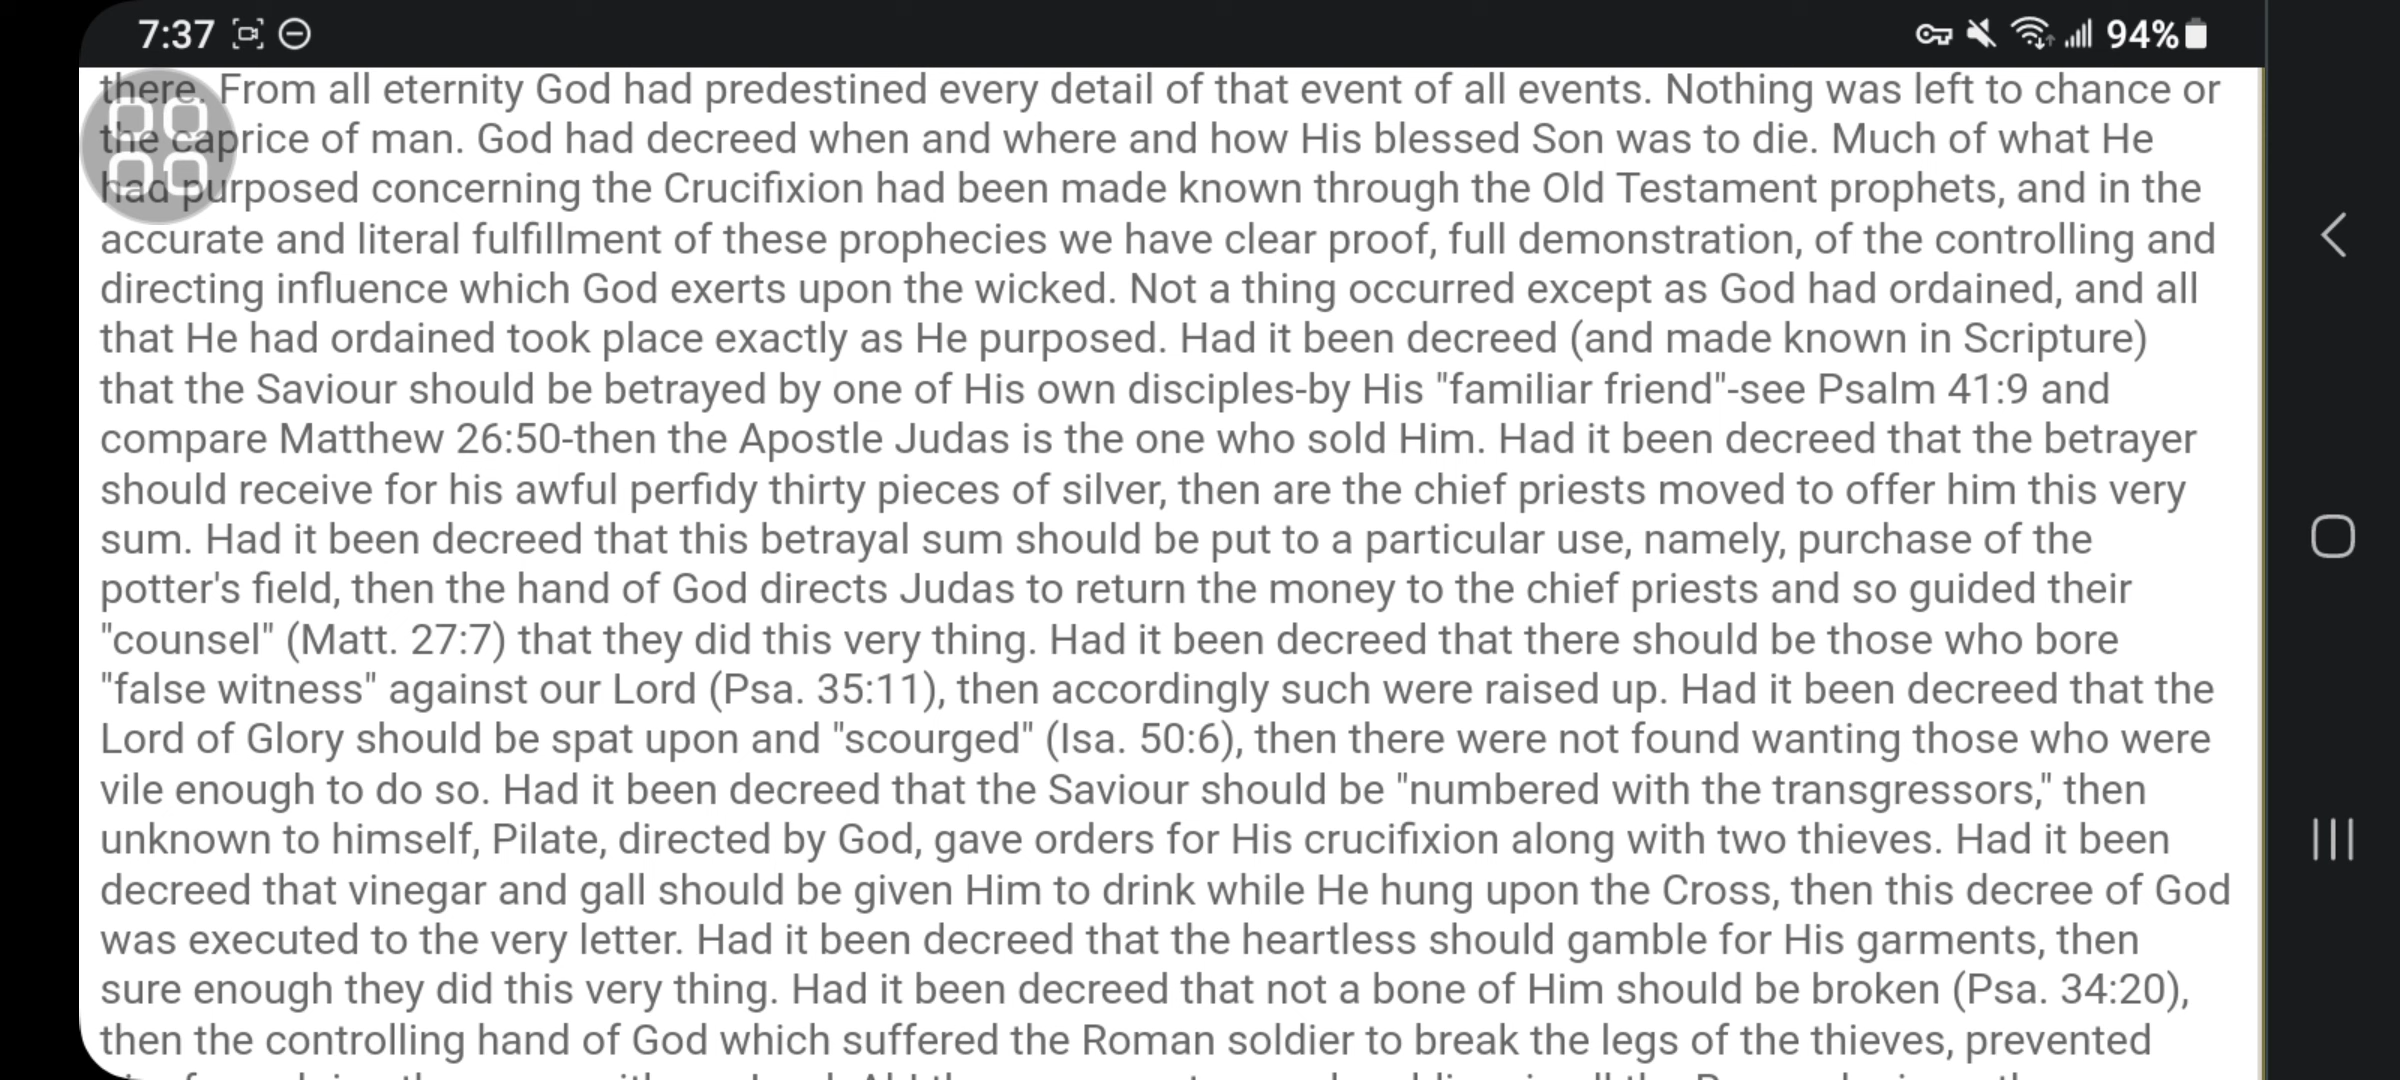 7:37 94%
there. From all eternity God had predestined every detail of that event of all events. Nothing was left to chance or
the caprice of man. God had decreed when and where and how His blessed Son was to die. Much of what He
had purposed concerning the Crucifixion had been made known through the Old Testament prophets, and in the
accurate and literal fulfillment of these prophecies we have clear proof, full demonstration, of the controlling and
directing influence which God exerts upon the wicked. Not a thing occurred except as God had ordained, and all
that He had ordained took place exactly as He purposed. Had it been decreed (and made known in Scripture)
that the Saviour should be betrayed by one of His own disciples-by His "familiar friend"-see Psalm 41:9 and
compare Matthew 26:50-then the Apostle Judas is the one who sold Him. Had it been decreed that the betrayer
should receive for his awful perfidy thirty pieces of silver, then are the chief priests moved to offer him this very
sum. Had it been decreed that this betrayal sum should be put to a particular use, namely, purchase of the
potter's field, then the hand of God directs Judas to return the money to the chief priests and so guided their
"counsel" (Matt. 27:7) that they did this very thing. Had it been decreed that there should be those who bore
"false witness" against our Lord (Psa. 35:11), then accordingly such were raised up. Had it been decreed that the
Lord of Glory should be spat upon and "scourged" (Isa. 50:6), then there were not found wanting those who were
vile enough to do so. Had it been decreed that the Saviour should be "numbered with the transgressors," then
unknown to himself, Pilate, directed by God, gave orders for His crucifixion along with two thieves. Had it been
decreed that vinegar and gall should be given Him to drink while He hung upon the Cross, then this decree of God
was executed to the very letter. Had it been decreed that the heartless should gamble for His garments, then
sure enough they did this very thing. Had it been decreed that not a bone of Him should be broken (Psa. 34:20),
then the controlling hand of God which suffered the Roman soldier to break the legs of the thieves, prevented